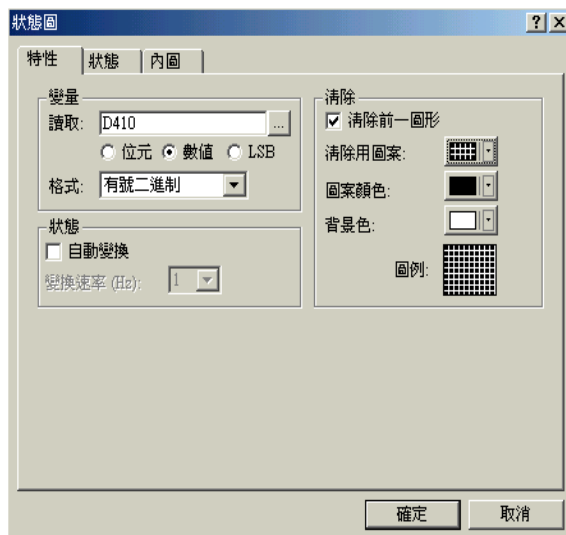 狀態圖
特性 狀態 內圖
變量
讀取: D410 ...
位元 數值 LSB
格式: 有號二進制
狀態
自動變換
變換速率 (Hz): 1
清除
清除前一圖形
清除用圖案:
圖案顏色:
背景色:
圖例:
確定 取消